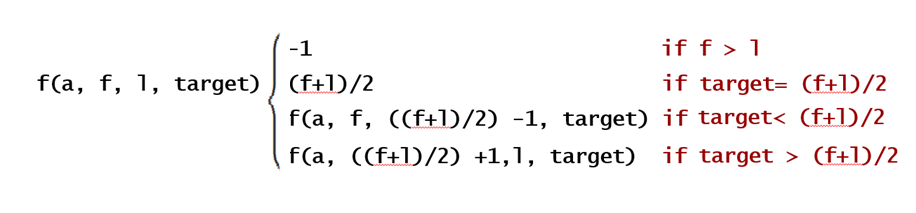 -1 if f > l
f(a, f, l, target) (f+l)/2 if target= (f+l)/2
f(a, f, ((f+l)/2) -1, target) if target< (f+l)/2
f(a, ((f+l)/2) +1,l, target) if target > (f+l)/2